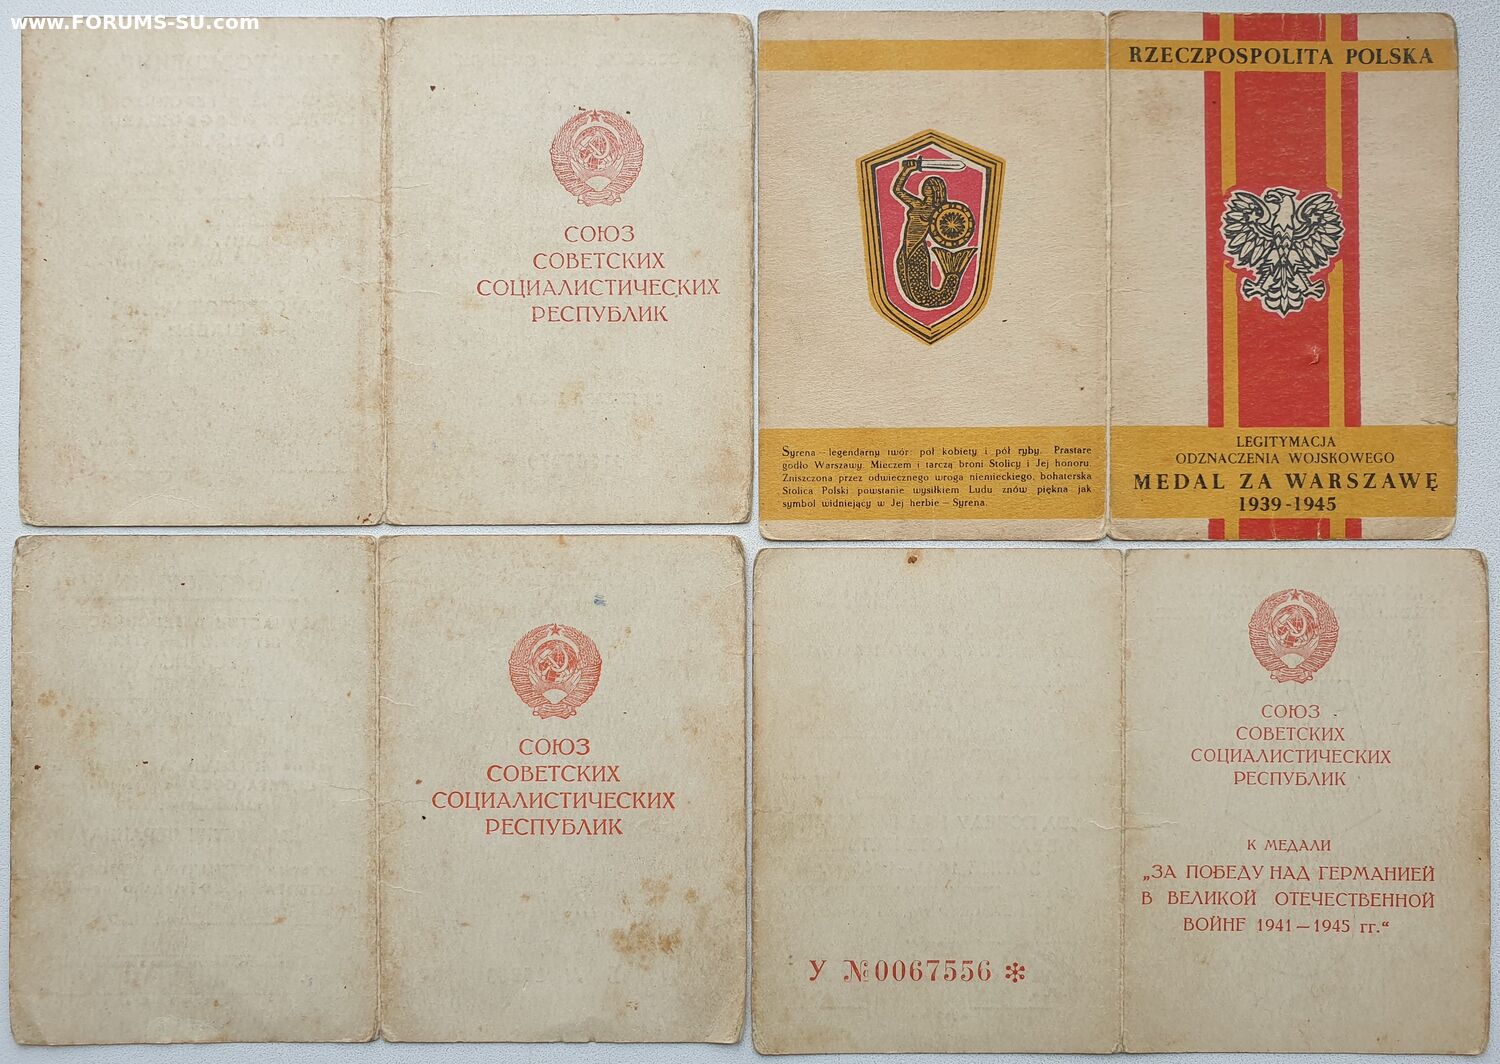 www.FORUMS-SU.com
СОЮЗ
СОВЕТСКИХ
СОЦИАЛИСТИЧЕСКИХ
РЕСПУБЛИК
RZECZPOSPOLITA POLSKA
Syrena – legendarny twór: pół kobiety i pół ryby. Prastare
godło Warszawy. Mieczem i tarczą broni Stolicy i Jej honoru.
Zniszczona przez odwiecznego wroga niemieckiego, bohaterska
Stolica Polski powstanie wysiłkiem Ludu znów piękna jak
symbol widniejący w Jej herbie – Syrena.
LEGITYMACJA
ODZNACZENIA WOJSKOWEGO
MEDAL ZA WARSZAWĘ
1939-1945
СОЮЗ
СОВЕТСКИХ
СОЦИАЛИСТИЧЕСКИХ
РЕСПУБЛИК
У №0067556 *
СОЮЗ
СОВЕТСКИХ
СОЦИАЛИСТИЧЕСКИХ
РЕСПУБЛИК
К МЕДАЛИ
„ЗА ПОБЕДУ НАД ГЕРМАНИЕЙ
В ВЕЛИКОЙ ОТЕЧЕСТВЕННОЙ
ВОЙНЕ 1941—1945 гг.“